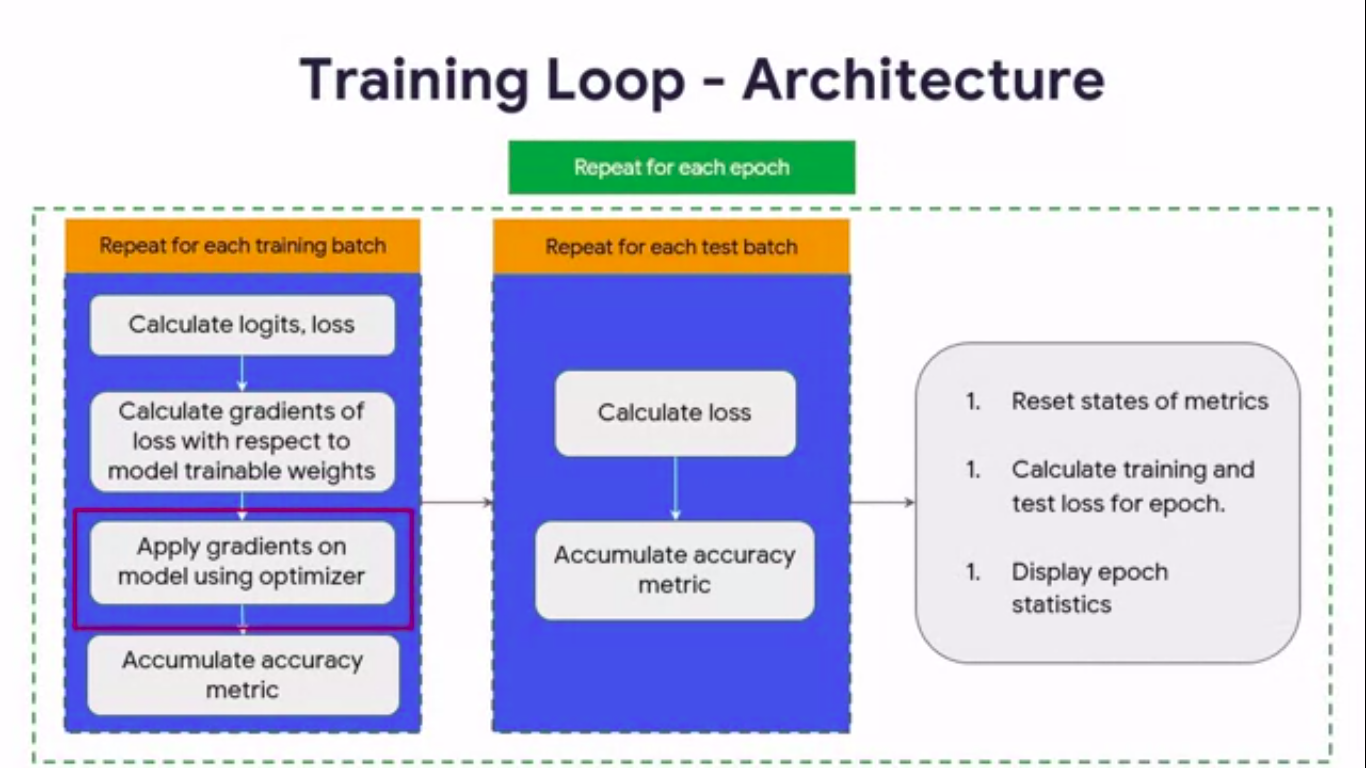 Training Loop - Architecture
Repeat for each epoch
Repeat for each training batch
Calculate logits, loss
Calculate gradients of
loss with respect to
model trainable weights
Apply gradients on
model using optimizer
Accumulate accuracy
metric
Repeat for each test batch
Calculate loss
Accumulate accuracy
metric
1. Reset states of metrics
1. Calculate training and
test loss for epoch.
1. Display epoch
statistics